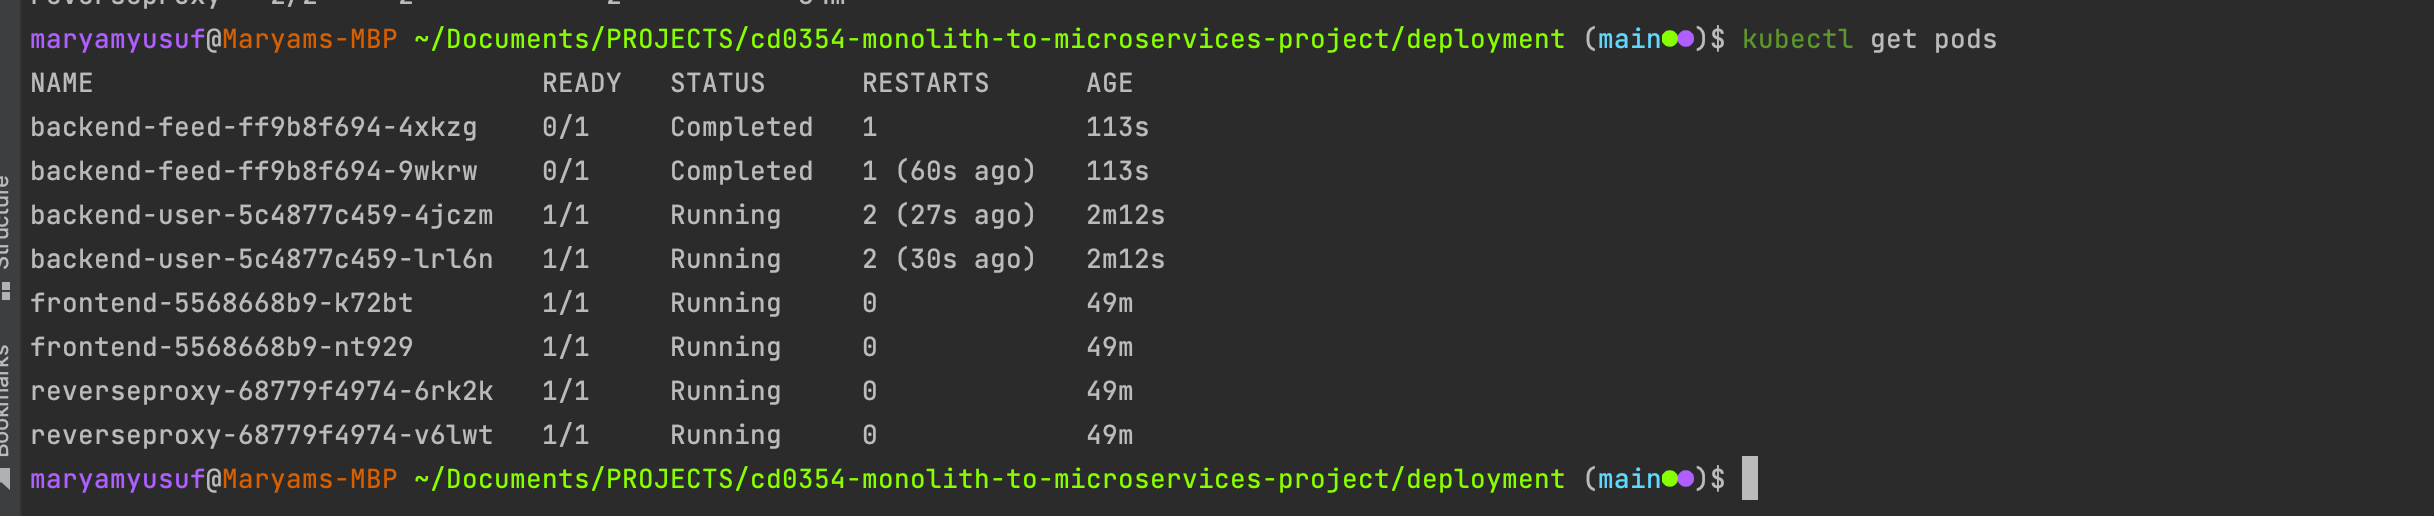 maryamyusuf@Maryams-MBP ~/Documents/PROJECTS/cd0354-monolith-to-microservices-project/deployment (main●●)$ kubectl get pods
NAME READY STATUS RESTARTS AGE
backend-feed-ff9b8f694-4xkzg 0/1 Completed 1 113s
backend-feed-ff9b8f694-9wkrw 0/1 Completed 1 (60s ago) 113s
backend-user-5c4877c459-4jczm 1/1 Running 2 (27s ago) 2m12s
backend-user-5c4877c459-lrl6n 1/1 Running 2 (30s ago) 2m12s
frontend-5568668b9-k72bt 1/1 Running 0 49m
frontend-5568668b9-nt929 1/1 Running 0 49m
reverseproxy-68779f4974-6rk2k 1/1 Running 0 49m
reverseproxy-68779f4974-v6lwt 1/1 Running 0 49m
maryamyusuf@Maryams-MBP ~/Documents/PROJECTS/cd0354-monolith-to-microservices-project/deployment (main●●)$
Structure
Bookmarks